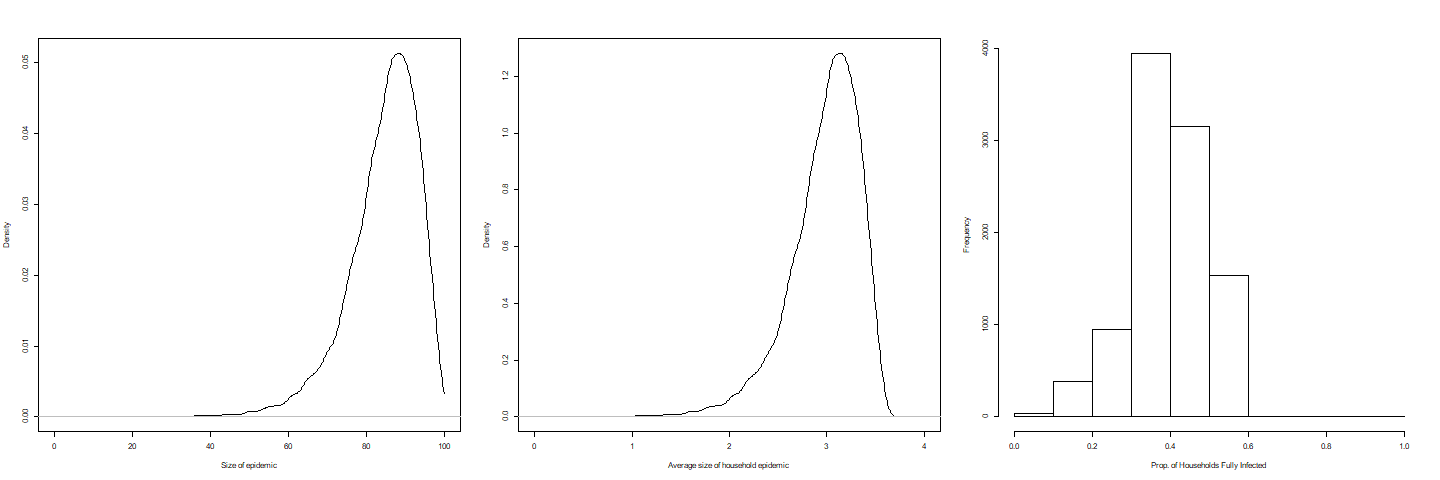 0.05
0.04
0.03
0.02
0.01
0.00
Density
0 20 40 60 80 100
Size of epidemic
1.2
1.0
0.8
0.6
0.4
0.2
0.0
Density
0 1 2 3 4
Average size of household epidemic
4000
3000
2000
1000
0
Frequency
0.0 0.2 0.4 0.6 0.8 1.0
Prop. of Households Fully Infected